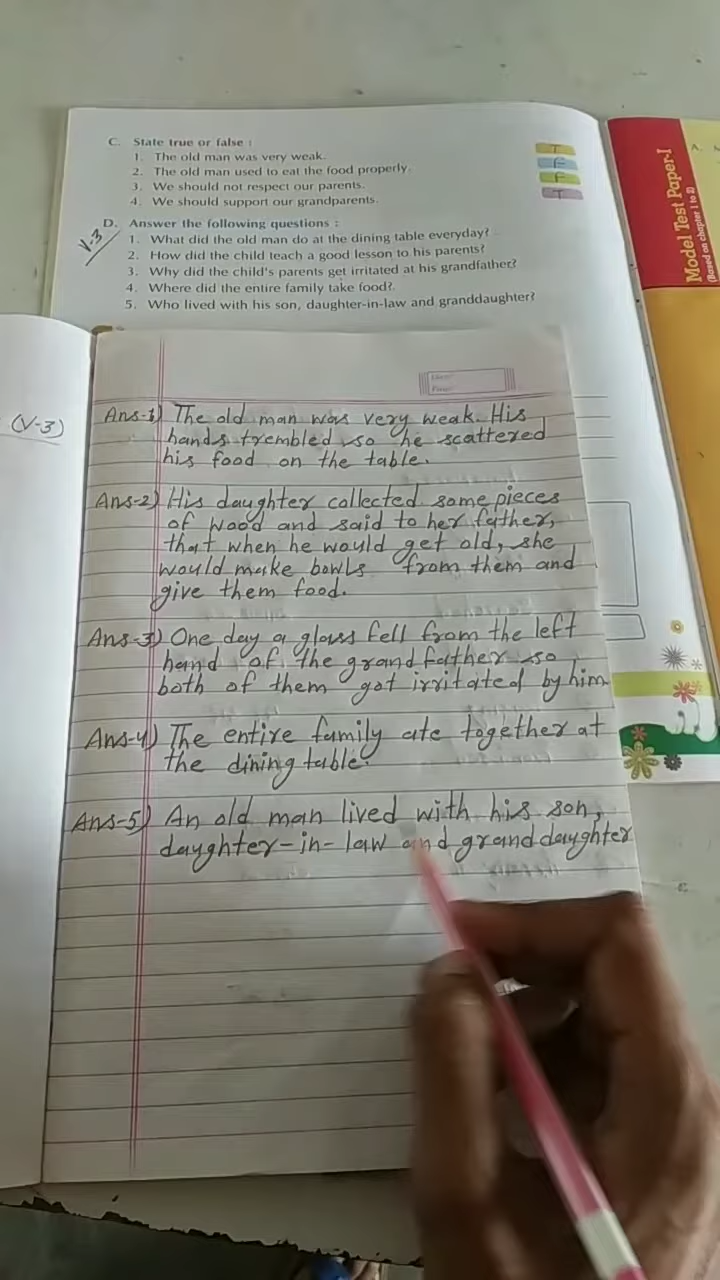 C. State true or false :
1. The old man was very weak.
2. The old man used to eat the food properly.
3. We should not respect our parents.
4. We should support our grandparents.
T
F
F
T
V.3
D. Answer the following questions :
1. What did the old man do at the dining table everyday?
2. How did the child teach a good lesson to his parents?
3. Why did the child's parents get irritated at his grandfather?
4. Where did the entire family take food?
5. Who lived with his son, daughter-in-law and granddaughter?
Model Test Paper-I
(Based on chapter 1 to 2)
A.
(V-3)
Ans-1) The old man was very weak. His
hands trembled so he scattered
his food on the table.
Ans-2) His daughter collected some pieces
of wood and said to her father,
that when he would get old, she
would make bowls from them and
give them food.
Ans-3) One day a glass fell from the left
hand of the grandfather so
both of them got irritated by him
Ans-4) The entire family ate together at
the dining table.
Ans-5) An old man lived with his son,
daughter-in-law and granddaughter